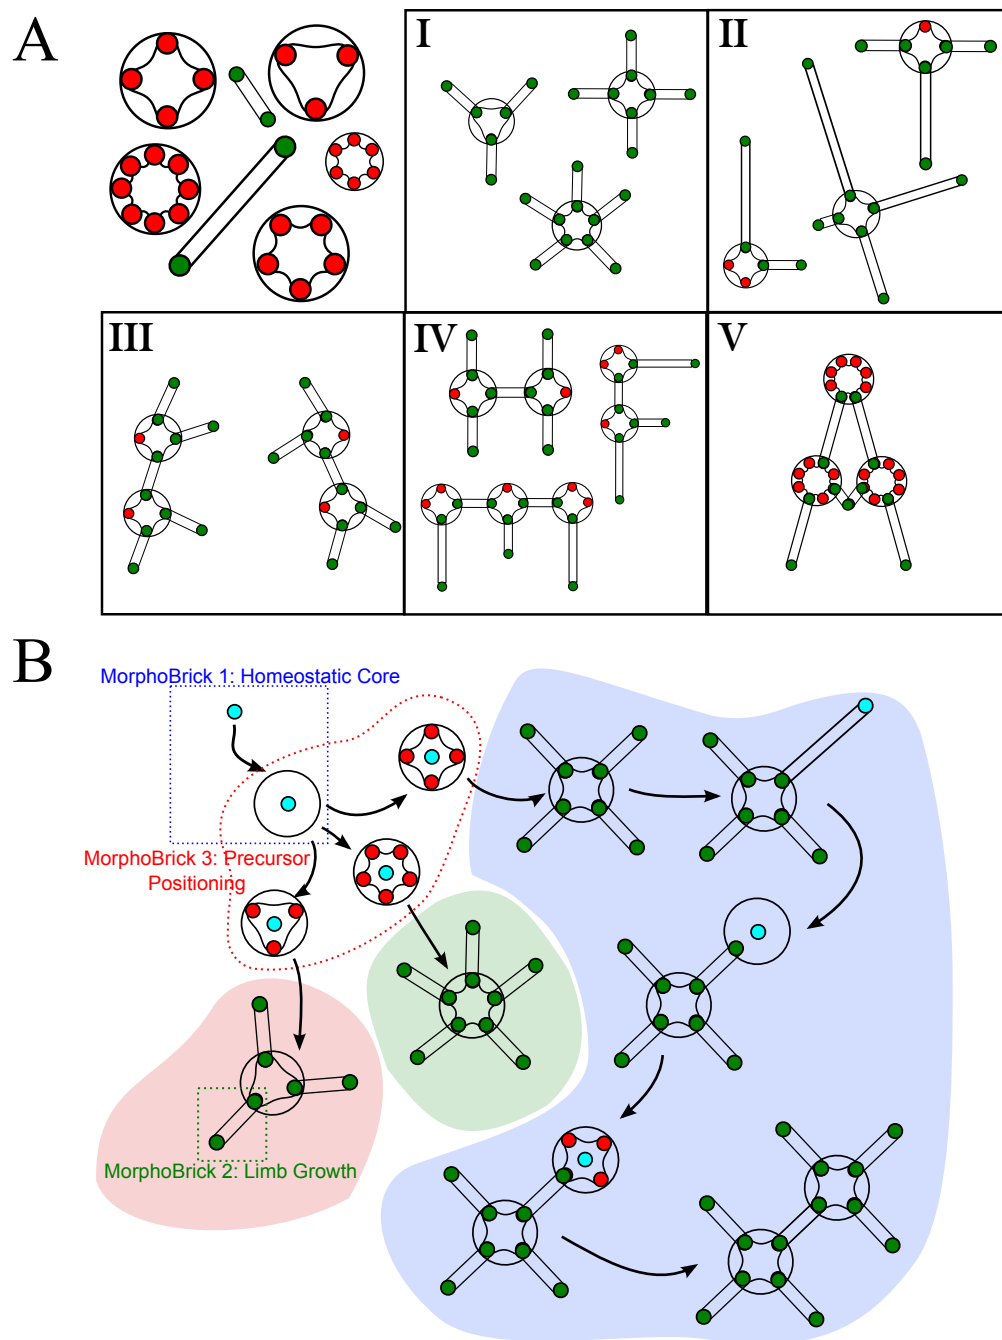 A
I
II
III
IV
V
B
MorphoBrick 1: Homeostatic Core
MorphoBrick 3: Precursor
Positioning
MorphoBrick 2: Limb Growth